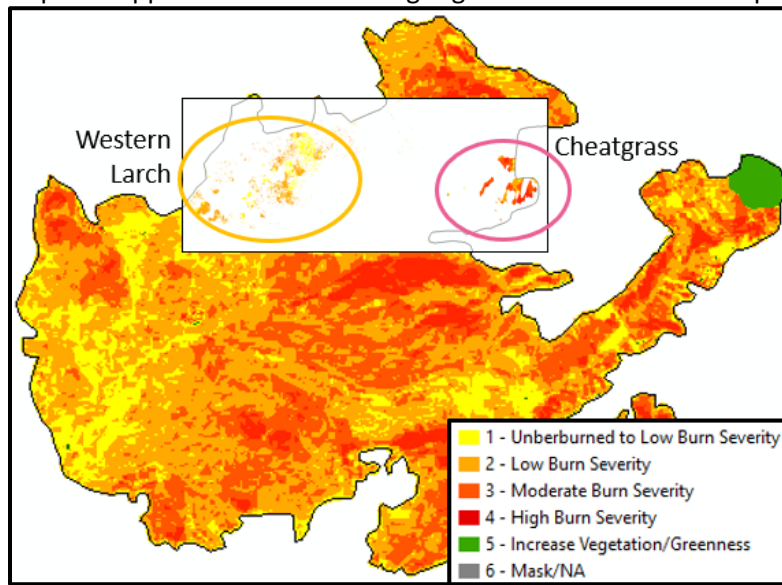 Western
Larch
Cheatgrass
1 - Unberburned to Low Burn Severity
2 - Low Burn Severity
3 - Moderate Burn Severity
4 - High Burn Severity
5 - Increase Vegetation/Greenness
6 - Mask/NA